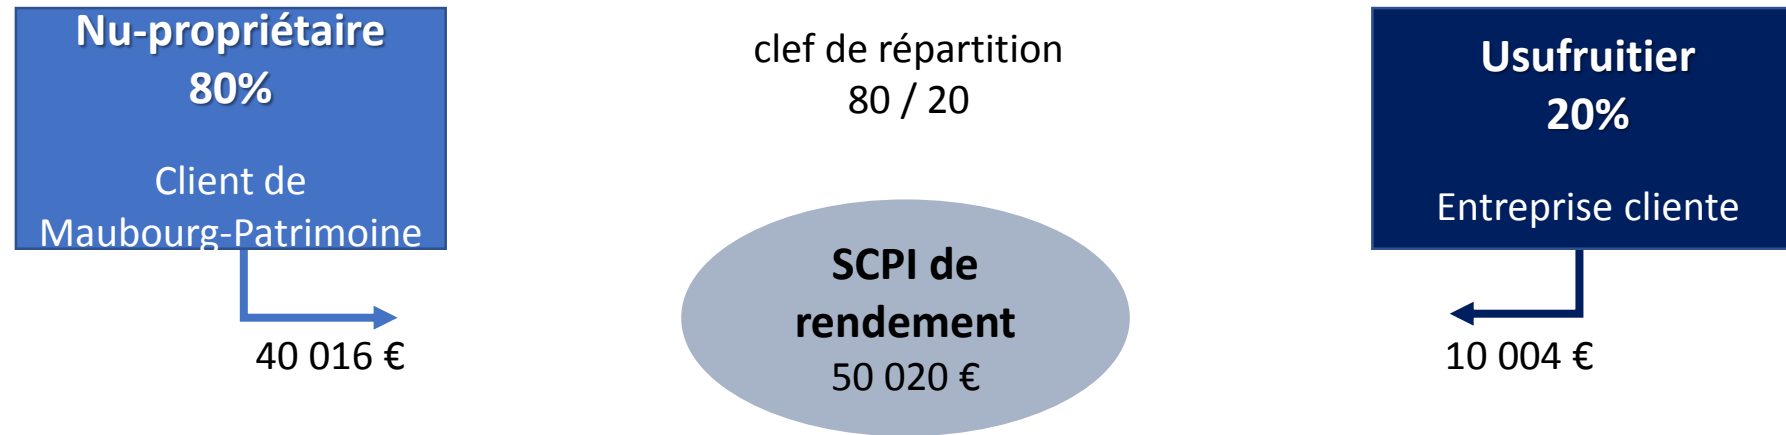 Nu-propriétaire
80%
Client de
Maubourg-Patrimoine
40 016 €
clef de répartition
80 / 20
SCPI de
rendement
50 020 €
Usufruitier
20%
Entreprise cliente
10 004 €